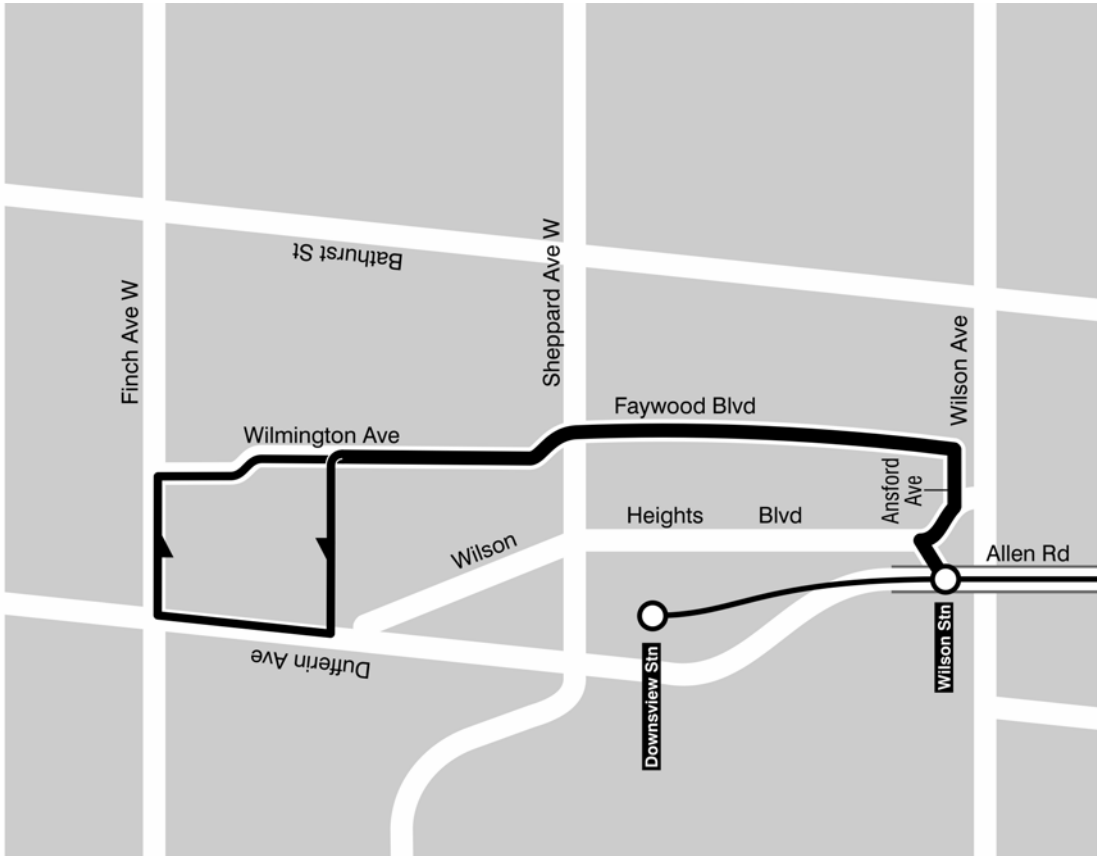 Bathurst St
Finch Ave W
Sheppard Ave W
Wilson Ave
Faywood Blvd
Wilmington Ave
Ansford
Ave
Heights Blvd
Wilson
Allen Rd
Dufferin Ave
Downsview Stn
Wilson Stn